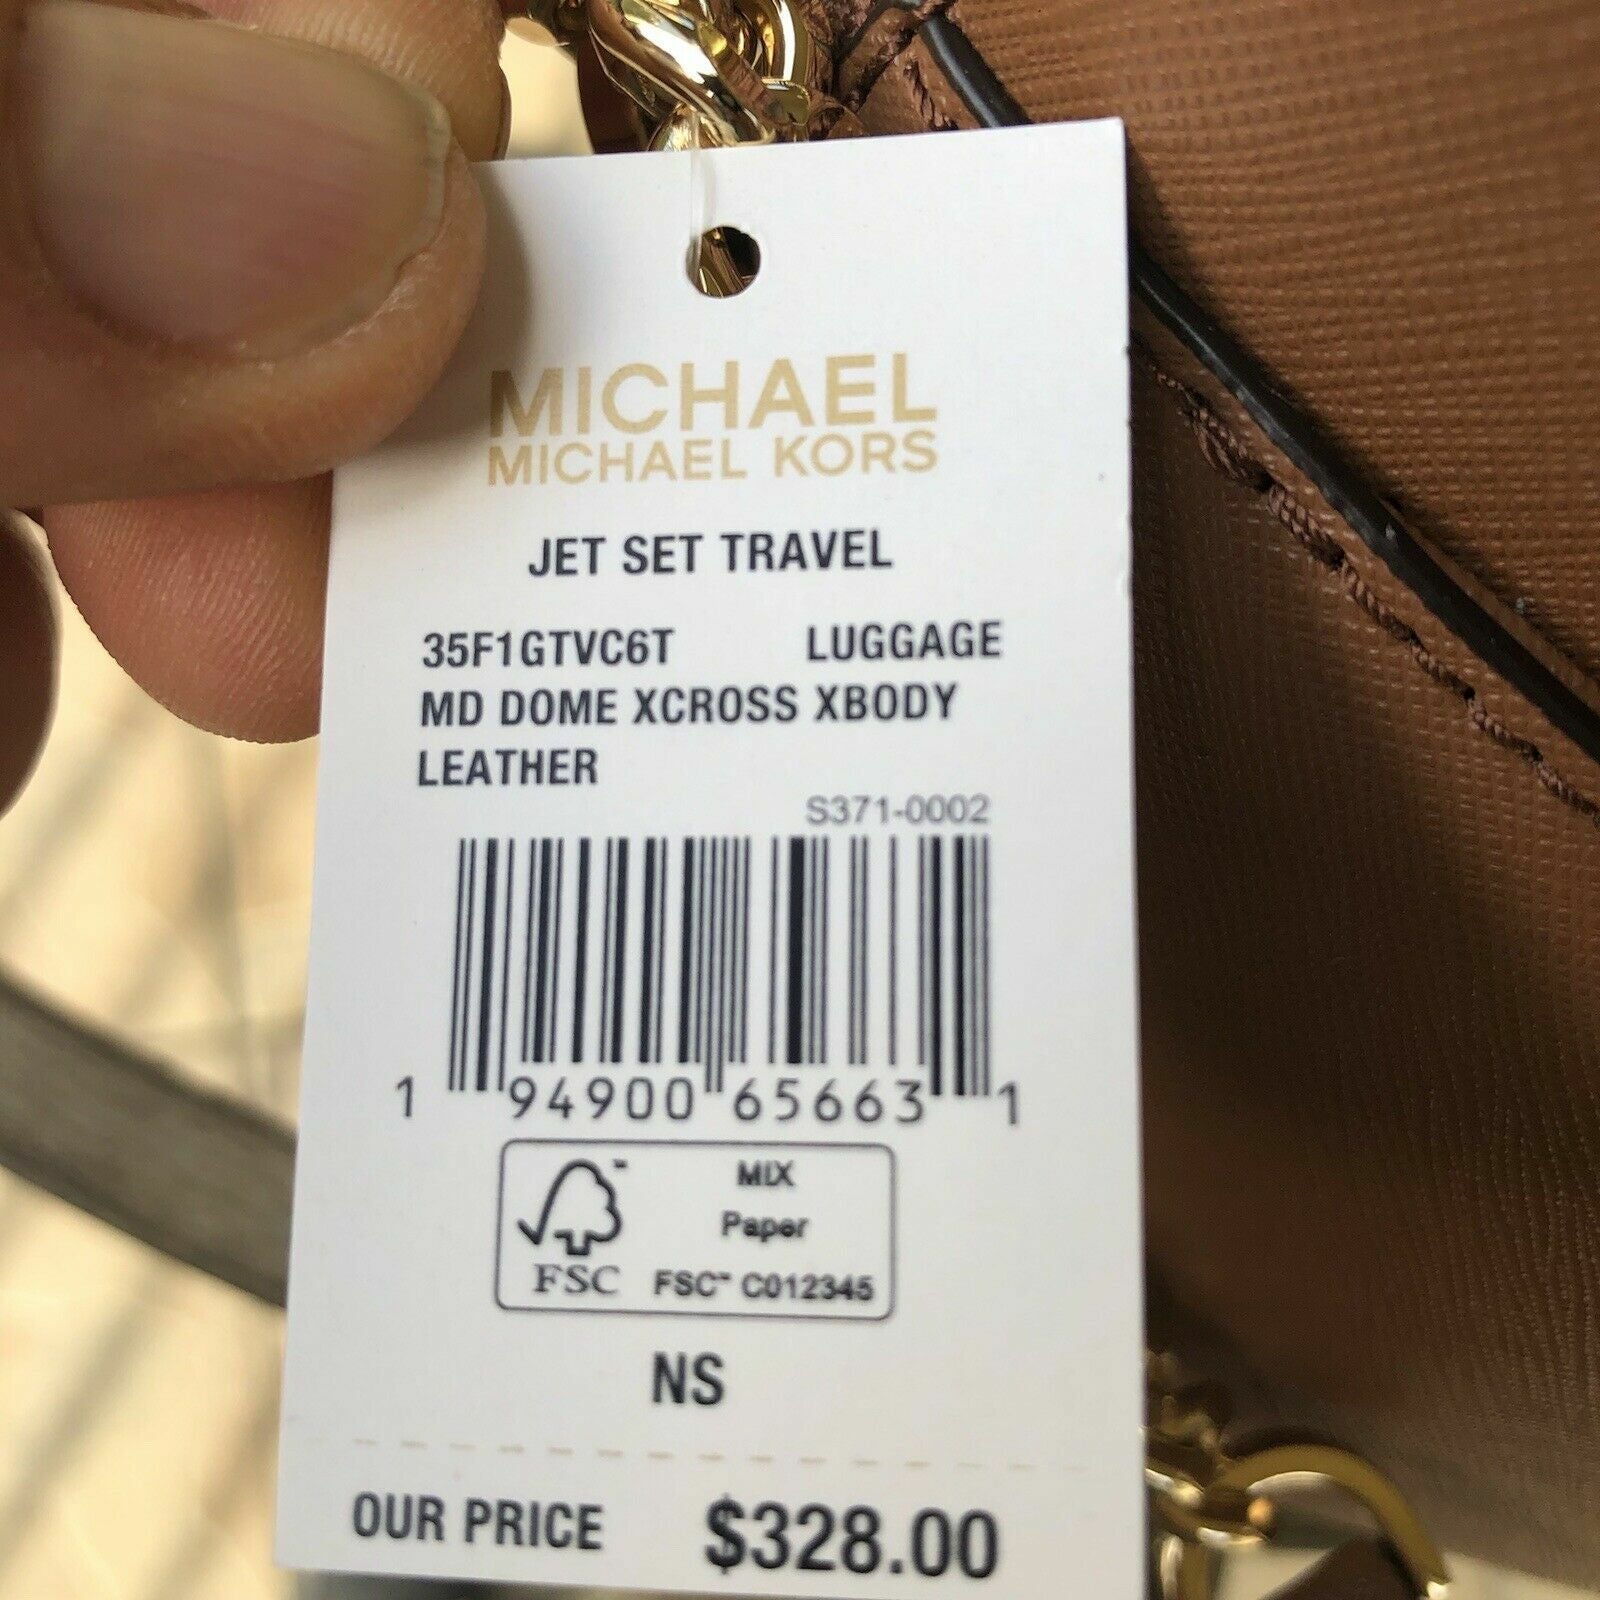 MICHAEL
MICHAEL KORS
JET SET TRAVEL
35F1GTVC6T LUGGAGE
MD DOME XCROSS XBODY
LEATHER
S371-0002
1 94900 65663 1
FSC
MIX
Paper
FSC™ C012345
NS
OUR PRICE $328.00